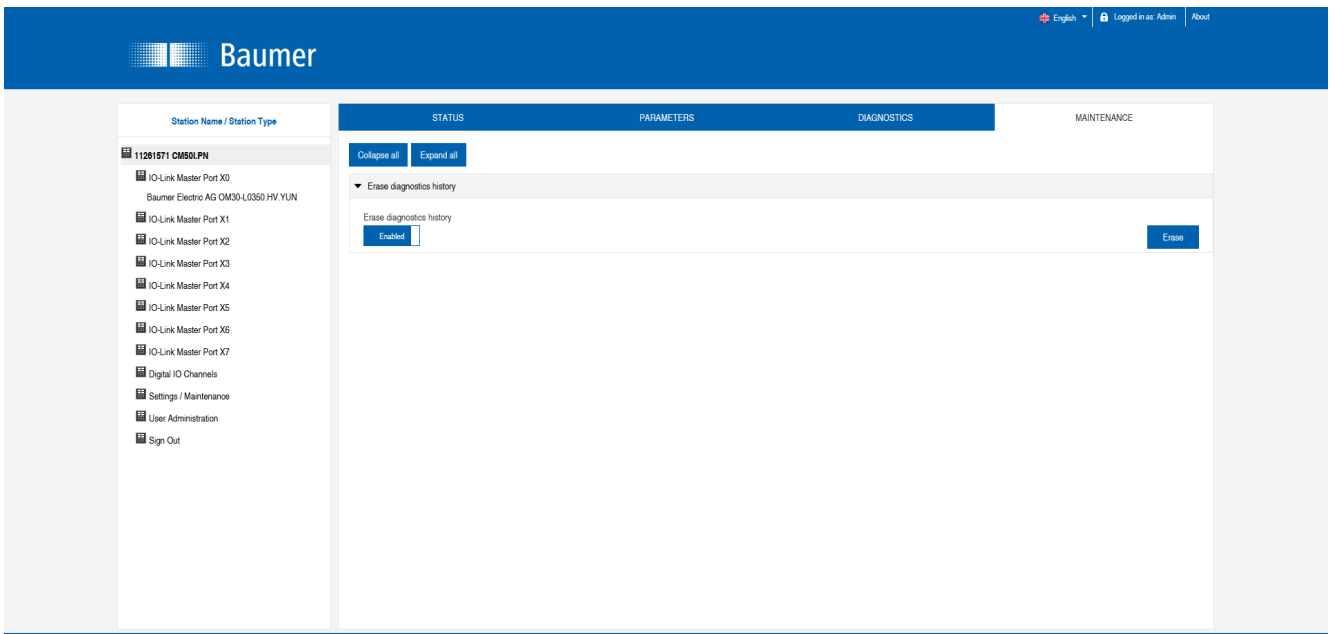 English
Logged in as: Admin
About
Baumer
Station Name / Station Type
STATUS
PARAMETERS
DIAGNOSTICS
MAINTENANCE
11261571 CM50I.PN
IO-Link Master Port X0
Baumer Electric AG OM30-L0350.HV.YUN
IO-Link Master Port X1
IO-Link Master Port X2
IO-Link Master Port X3
IO-Link Master Port X4
IO-Link Master Port X5
IO-Link Master Port X6
IO-Link Master Port X7
Digital IO Channels
Settings / Maintenance
User Administration
Sign Out
Collapse all
Expand all
Erase diagnostics history
Erase diagnostics history
Enabled
Erase